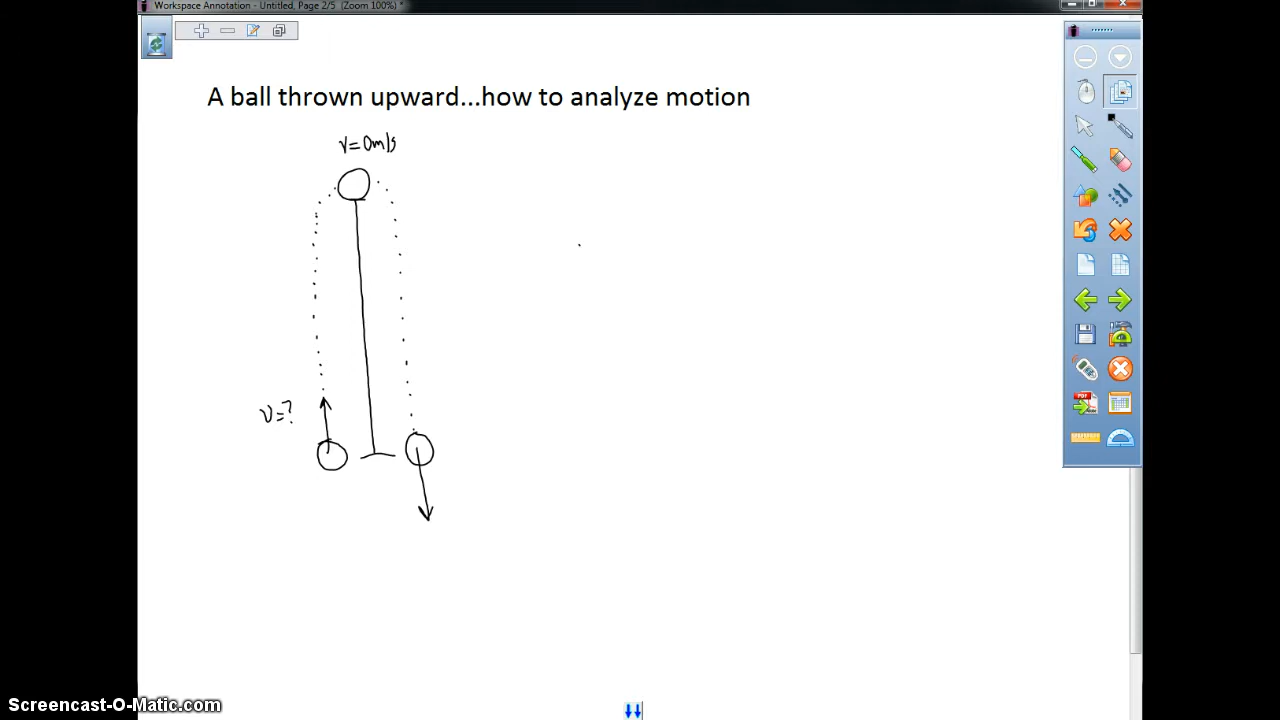 Workspace Annotation - Untitled, Page 2/5 (Zoom 100%) *
A ball thrown upward...how to analyze motion
v=0m/s
v=?
PDF
Screencast-O-Matic.com